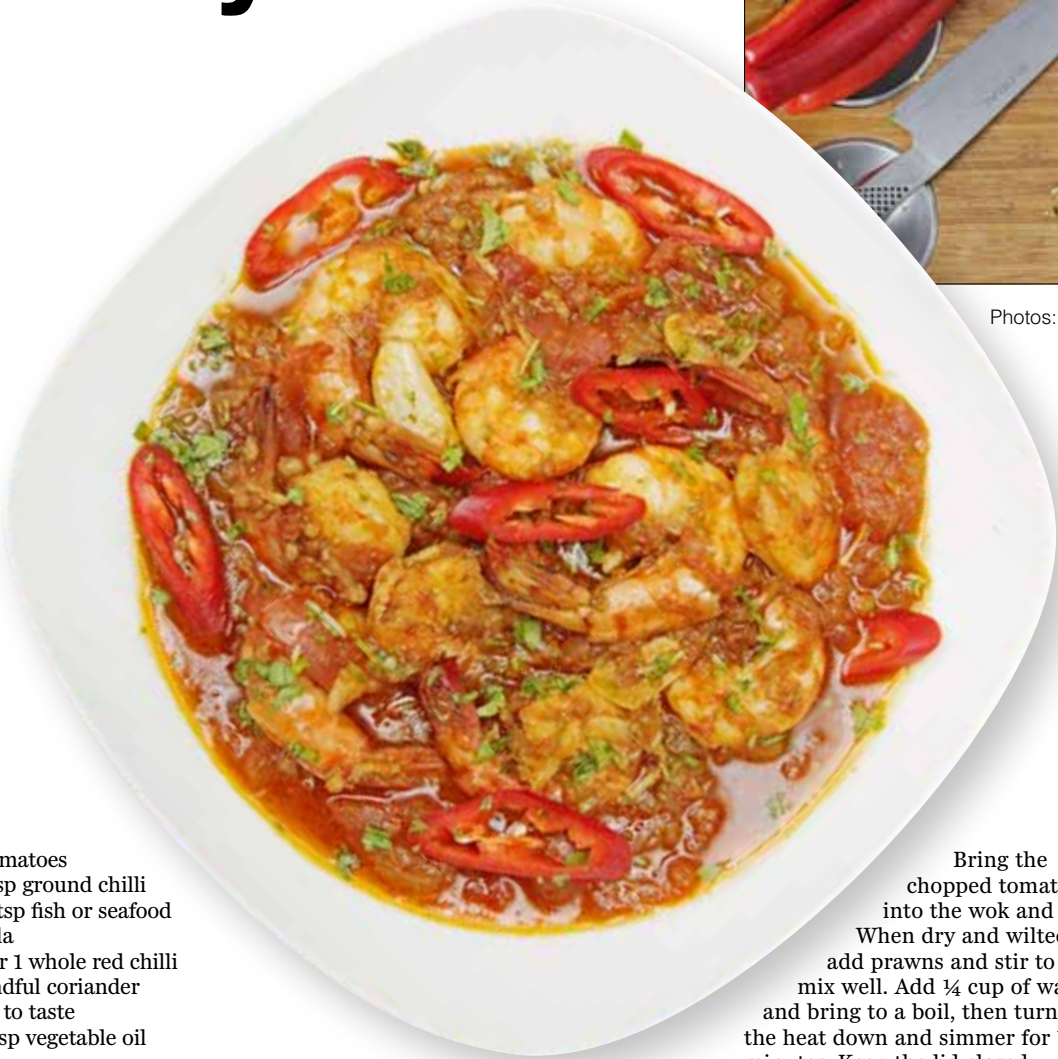 Photos:
matoes
sp ground chilli
tsp fish or seafood
la
r 1 whole red chilli
dful coriander
to taste
sp vegetable oil
Bring the
chopped tomat
into the wok and
When dry and wilted
add prawns and stir to
mix well. Add ¼ cup of wa
and bring to a boil, then turn
the heat down and simmer for